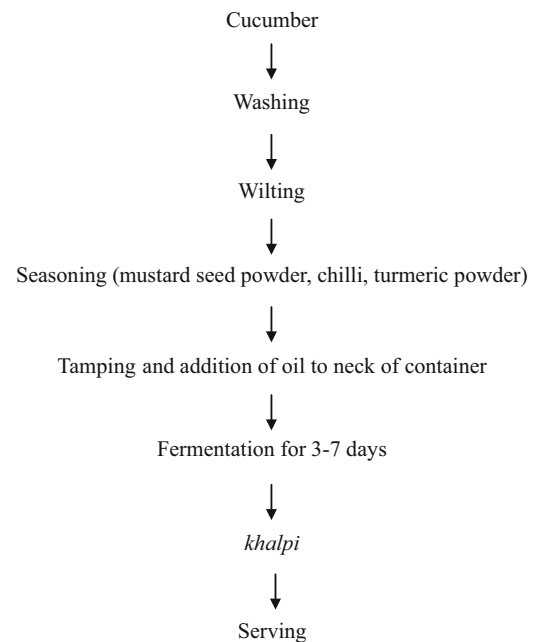 Cucumber
Washing
Wilting
Seasoning (mustard seed powder, chilli, turmeric powder)
Tamping and addition of oil to neck of container
Fermentation for 3-7 days
khalpi
Serving